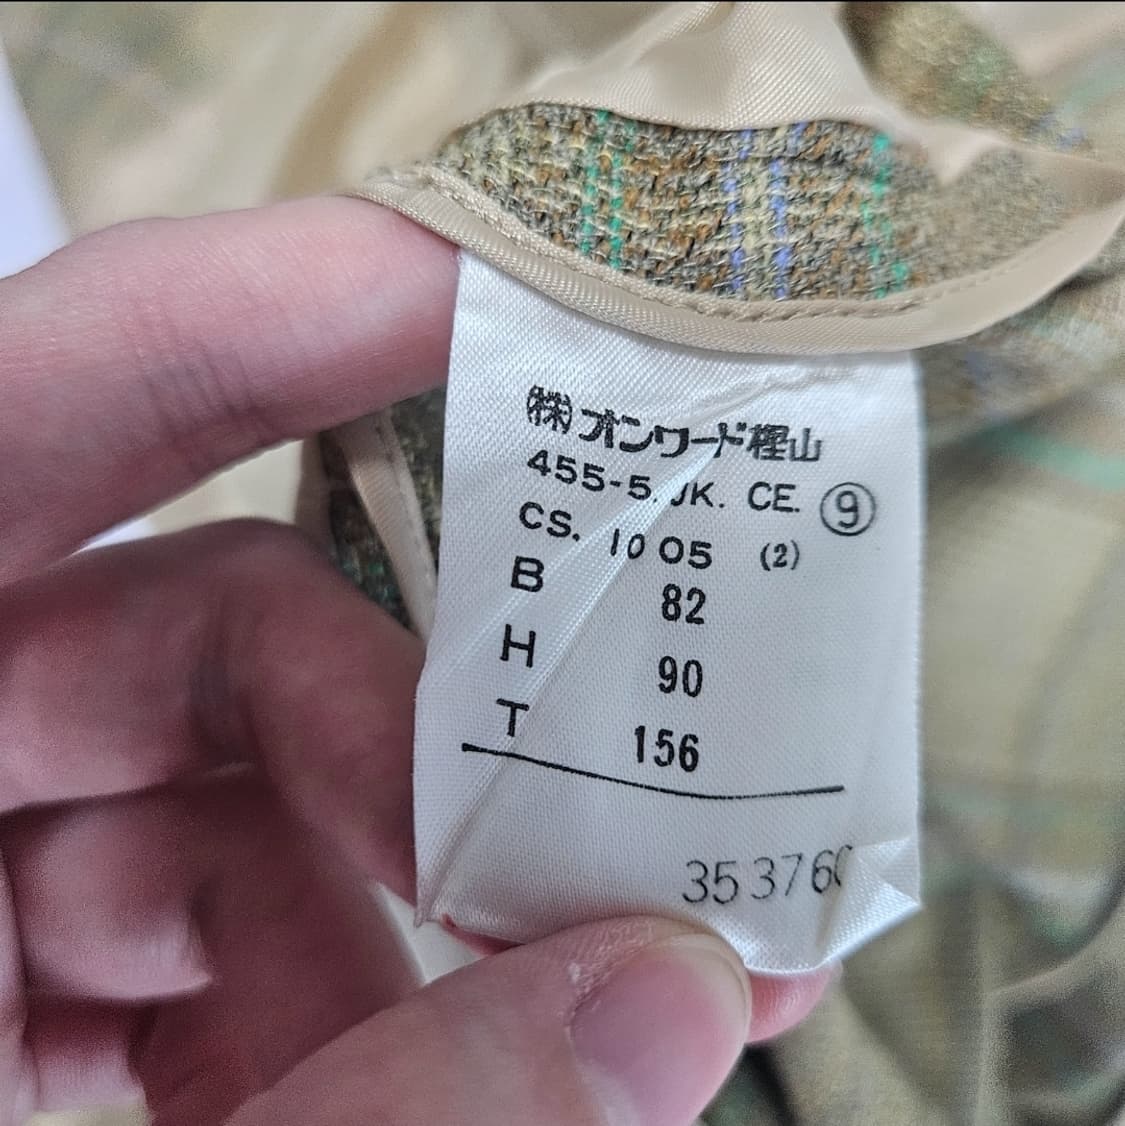 ㈱オンワード樫山
455-5. JK. CE. ⑨
CS. 10 05 (2)
B 82
H 90
T 156